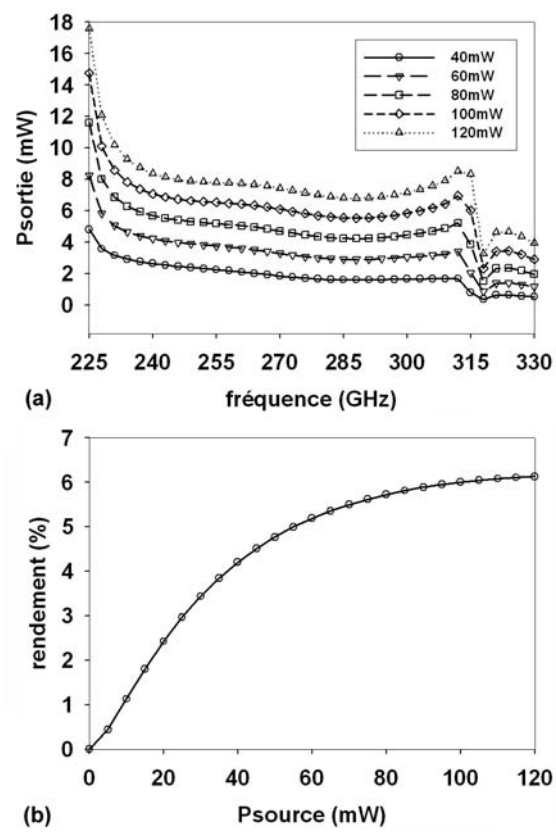 18
16
14
12
10
8
6
4
2
0
Psortie (mW)
40mW
60mW
80mW
100mW
120mW
225 240 255 270 285 300 315 330
(a) fréquence (GHz)
7
6
5
4
3
2
1
0
rendement (%)
0 20 40 60 80 100 120
(b) Psource (mW)